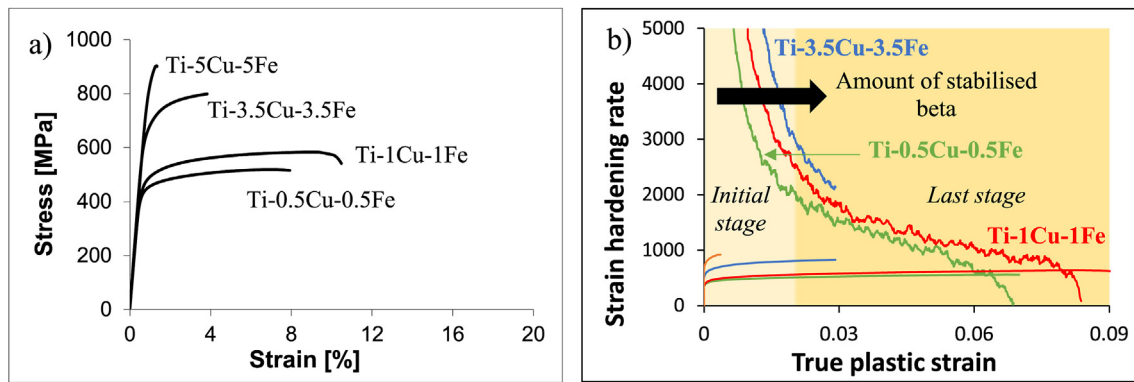 a)
1000
800
600
400
200
0
Stress [MPa]
Ti-5Cu-5Fe
Ti-3.5Cu-3.5Fe
Ti-1Cu-1Fe
Ti-0.5Cu-0.5Fe
0 4 8 12 16 20
Strain [%]
b)
5000
4000
3000
2000
1000
0
Strain hardening rate
Ti-3.5Cu-3.5Fe
Amount of stabilised
beta
Ti-0.5Cu-0.5Fe
Initial
stage
Last stage
Ti-1Cu-1Fe
0 0.03 0.06 0.09
True plastic strain